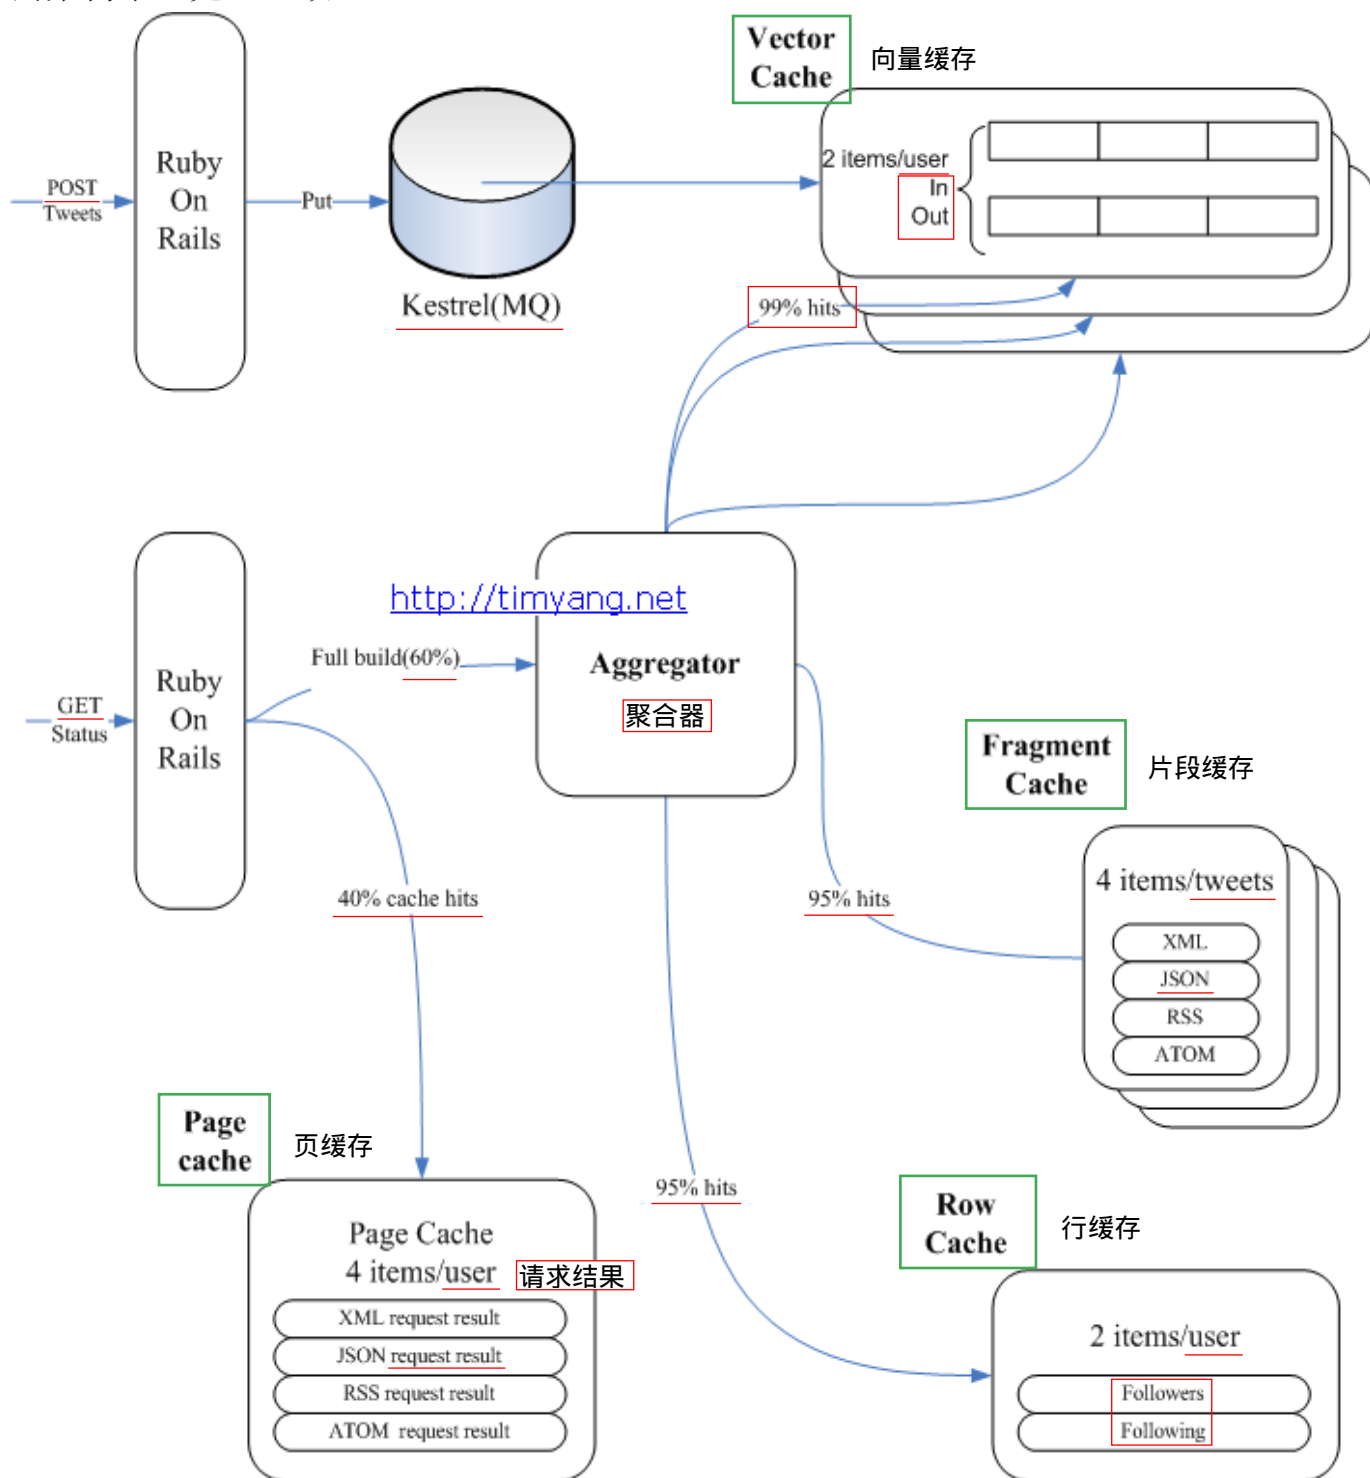 Vector
Cache
向量缓存
2 items/user
In
Out
POST
Tweets
Ruby
On
Rails
Put
Kestrel(MQ)
99% hits
http://timyang.net
Full build(60%)
Aggregator
聚合器
GET
Status
Ruby
On
Rails
Fragment
Cache
片段缓存
4 items/tweets
XML
JSON
RSS
ATOM
40% cache hits
95% hits
Page
cache
页缓存
Page Cache
4 items/user
请求结果
XML request result
JSON request result
RSS request result
ATOM request result
95% hits
Row
Cache
行缓存
2 items/user
Followers
Following